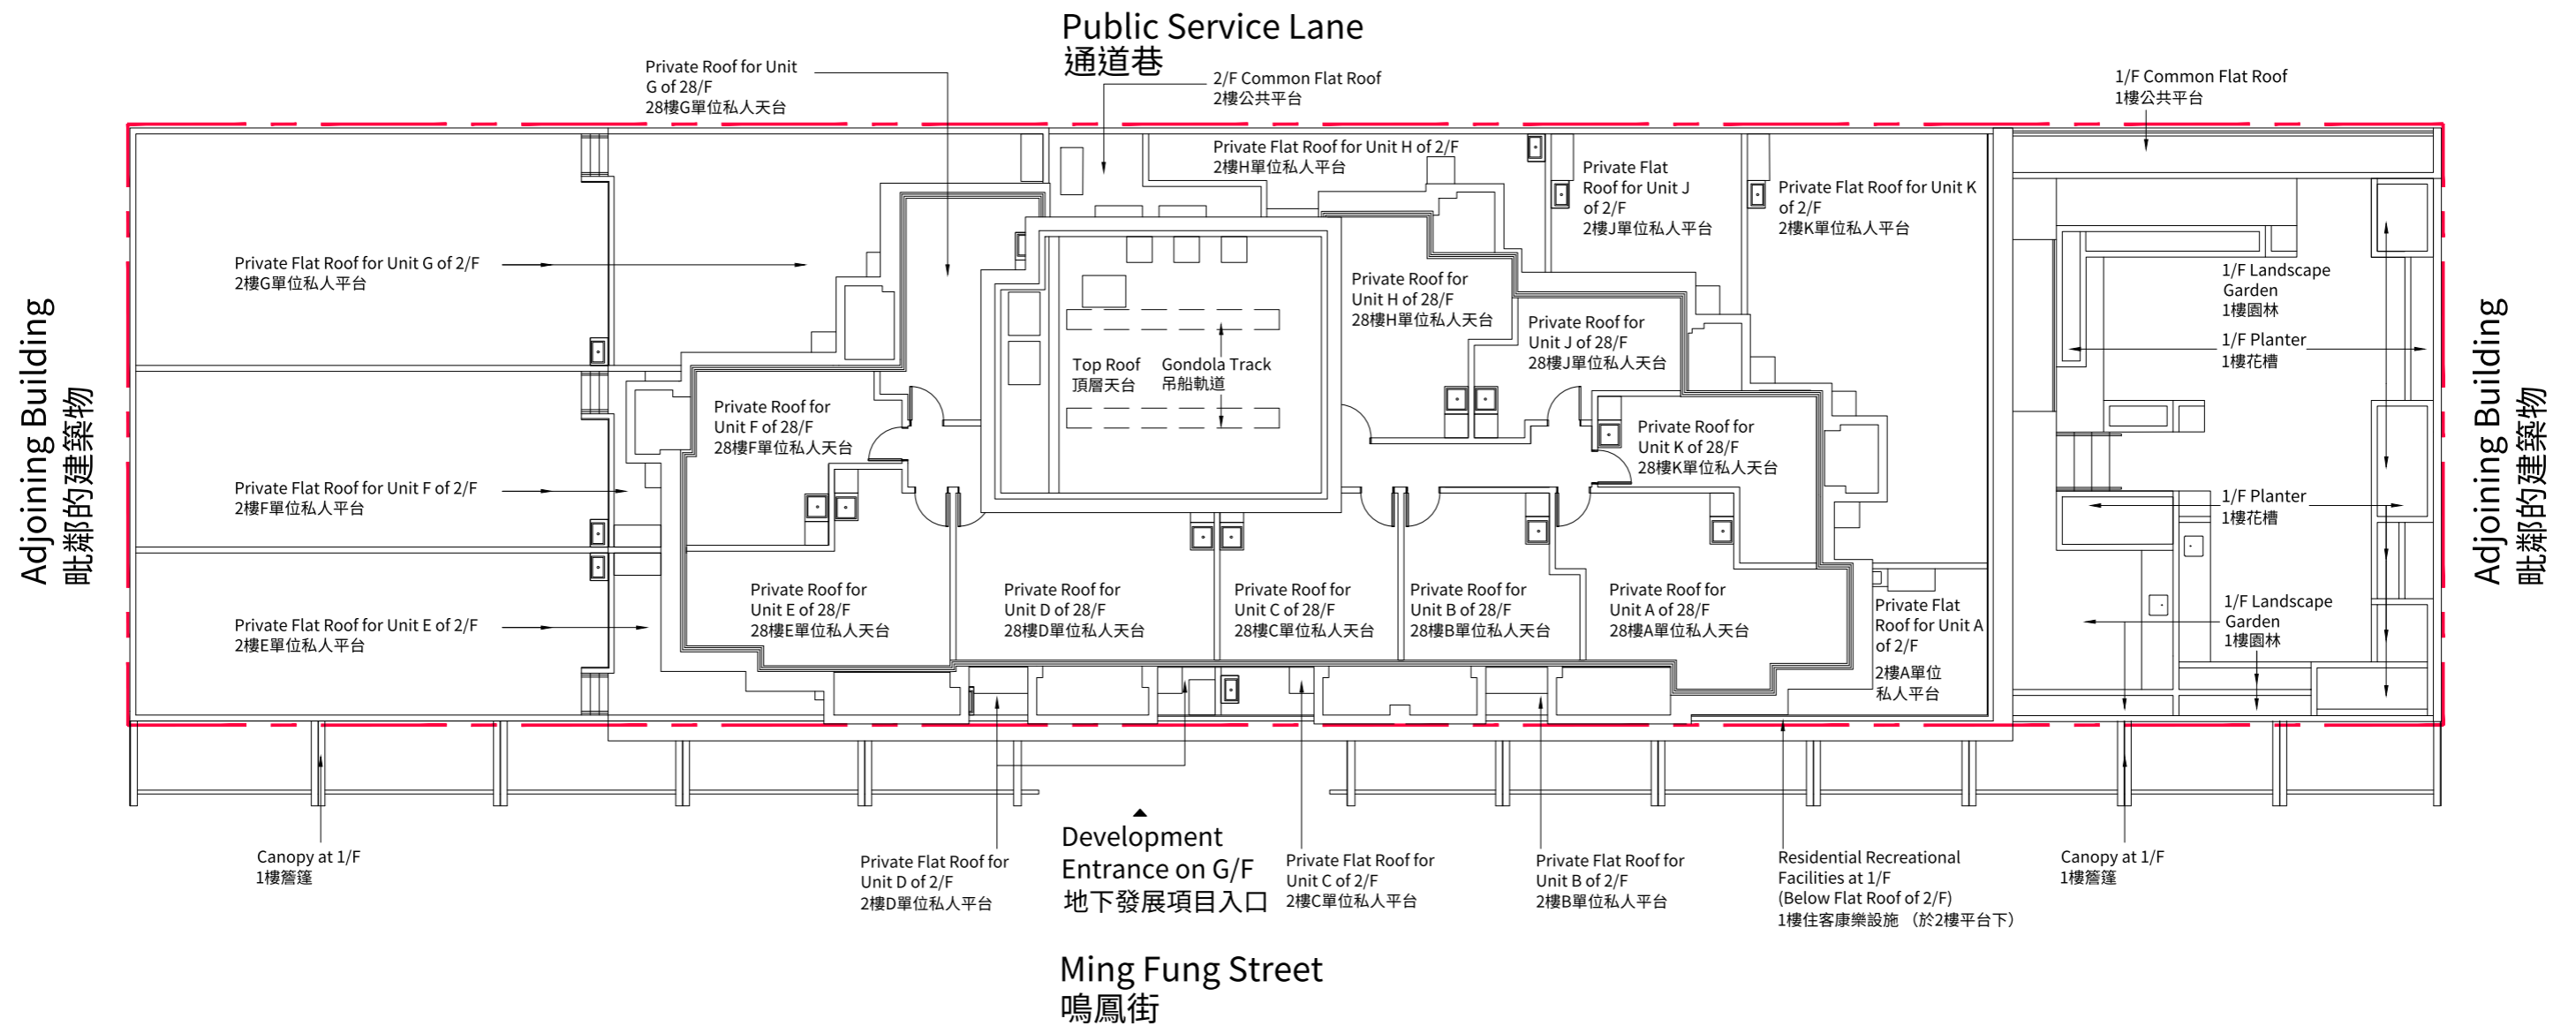 Public Service Lane
通道巷
Private Roof for Unit
G of 28/F
28樓G單位私人天台
2/F Common Flat Roof
2樓公共平台
1/F Common Flat Roof
1樓公共平台
Private Flat Roof for Unit H of 2/F
2樓H單位私人平台
Private Flat
Roof for Unit J
of 2/F
2樓J單位私人平台
Private Flat Roof for Unit K
of 2/F
2樓K單位私人平台
Private Flat Roof for Unit G of 2/F
2樓G單位私人平台
Private Roof for
Unit H of 28/F
28樓H單位私人天台
1/F Landscape
Garden
1樓園林
Private Roof for
Unit J of 28/F
28樓J單位私人天台
1/F Planter
1樓花槽
Top Roof
頂層天台
Gondola Track
吊船軌道
Adjoining Building
毗鄰的建築物
Adjoining Building
毗鄰的建築物
Private Roof for
Unit F of 28/F
28樓F單位私人天台
Private Roof for
Unit K of 28/F
28樓K單位私人天台
Private Flat Roof for Unit F of 2/F
2樓F單位私人平台
1/F Planter
1樓花槽
Private Flat Roof for Unit E of 2/F
2樓E單位私人平台
Private Roof for
Unit E of 28/F
28樓E單位私人天台
Private Roof for
Unit D of 28/F
28樓D單位私人天台
Private Roof for
Unit C of 28/F
28樓C單位私人天台
Private Roof for
Unit B of 28/F
28樓B單位私人天台
Private Roof for
Unit A of 28/F
28樓A單位私人天台
Private Flat
Roof for Unit A
of 2/F
2樓A單位
私人平台
1/F Landscape
Garden
1樓園林
Canopy at 1/F
1樓簷篷
Private Flat Roof for
Unit D of 2/F
2樓D單位私人平台
Development
Entrance on G/F
地下發展項目入口
Private Flat Roof for
Unit C of 2/F
2樓C單位私人平台
Private Flat Roof for
Unit B of 2/F
2樓B單位私人平台
Residential Recreational
Facilities at 1/F
(Below Flat Roof of 2/F)
1樓住客康樂設施（於2樓平台下）
Canopy at 1/F
1樓簷篷
Ming Fung Street
鳴鳳街